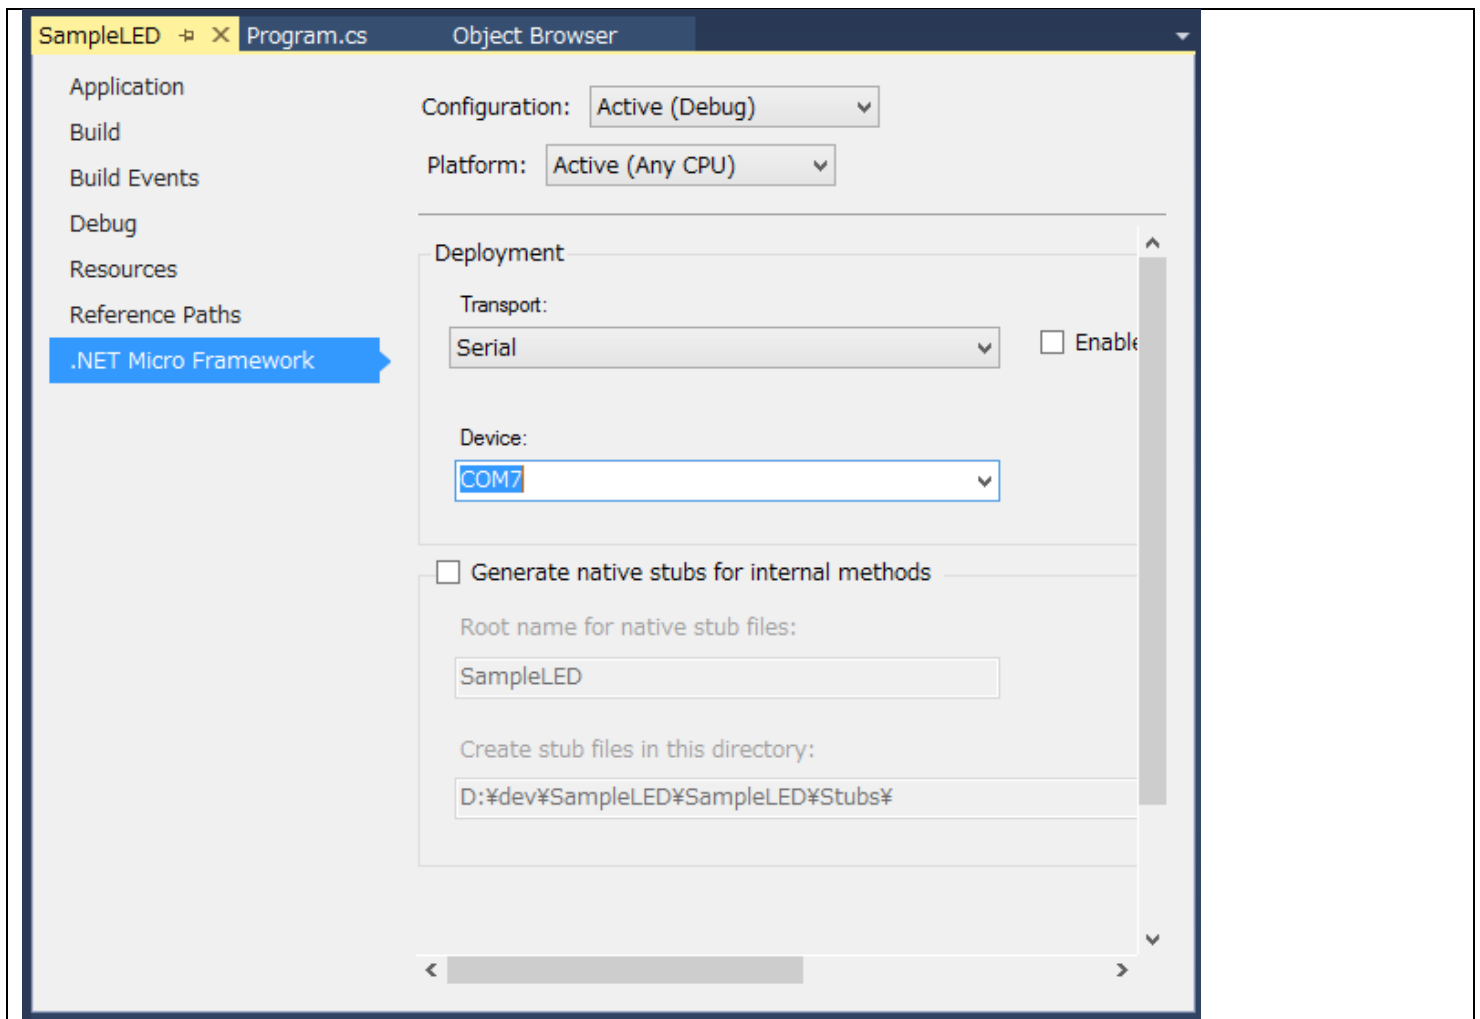 SampleLED Program.cs Object Browser
Application
Build
Build Events
Debug
Resources
Reference Paths
.NET Micro Framework
Configuration: Active (Debug)
Platform: Active (Any CPU)
Deployment
Transport:
Serial Enable
Device:
COM7
Generate native stubs for internal methods
Root name for native stub files:
SampleLED
Create stub files in this directory:
D:¥dev¥SampleLED¥SampleLED¥Stubs¥